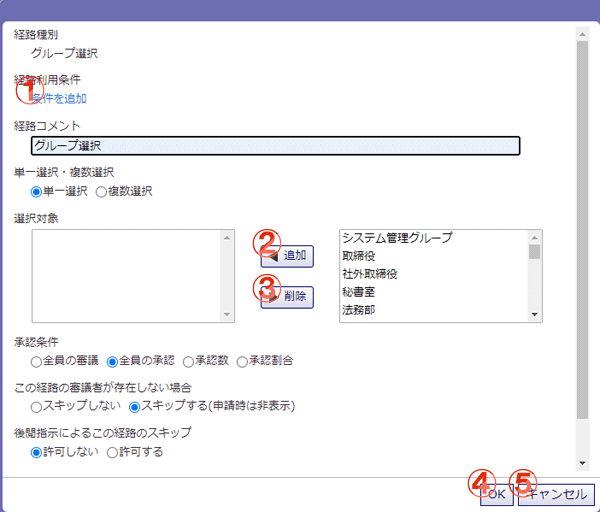 経路種別
グループ選択
経路利用条件
① 条件を追加
経路コメント
グループ選択
単一選択・複数選択
単一選択 複数選択
選択対象
② 追加
③ 削除
システム管理グループ
取締役
社外取締役
秘書室
法務部
承認条件
全員の審議 全員の承認 承認数 承認割合
この経路の審議者が存在しない場合
スキップしない スキップする(申請時は非表示)
後閲指示によるこの経路のスキップ
許可しない 許可する
④ OK ⑤ キャンセル